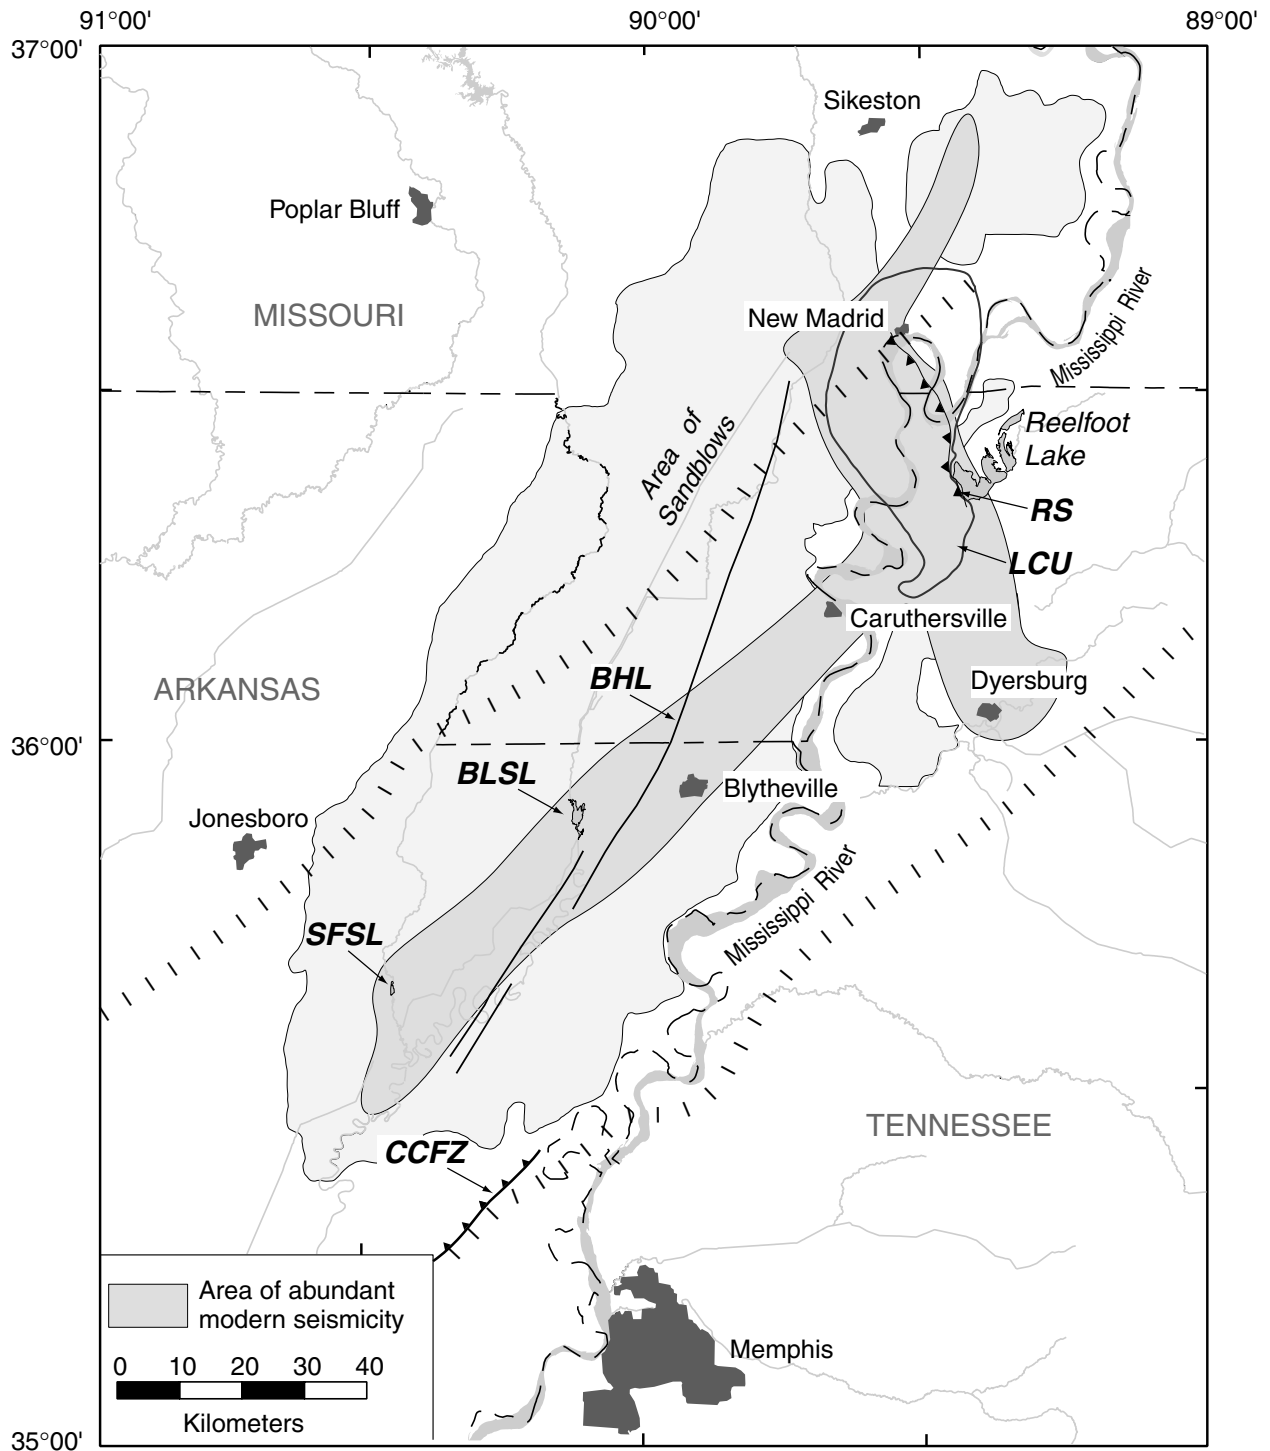 91°00'
90°00'
89°00'
37°00'
Sikeston
Poplar Bluff
MISSOURI
New Madrid
Mississippi River
Area of
Sandblows
Reelfoot
Lake
RS
LCU
Caruthersville
BHL
ARKANSAS
Dyersburg
36°00'
BLSL
Blytheville
Jonesboro
Mississippi River
SFSL
TENNESSEE
CCFZ
Area of abundant
modern seismicity
0 10 20 30 40
Kilometers
Memphis
35°00'